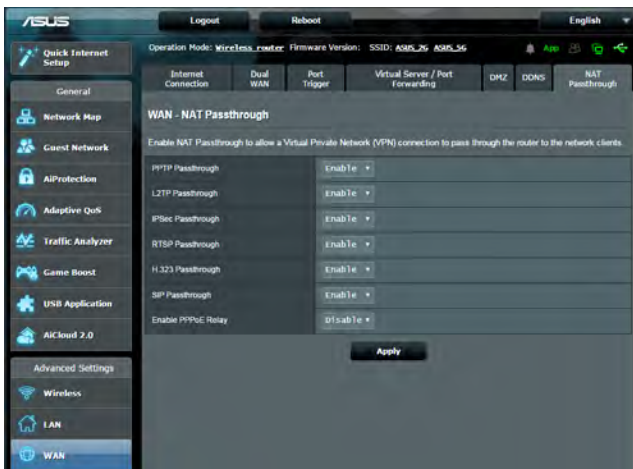 ASUS
Logout
Reboot
English
Quick Internet Setup
Operation Mode: Wireless router Firmware Version: SSID: ASUS_2G ASUS_5G
App
Internet Connection
Dual WAN
Port Trigger
Virtual Server / Port Forwarding
DMZ
DDNS
NAT Passthrough
General
Network Map
Guest Network
AiProtection
Adaptive QoS
Traffic Analyzer
Game Boost
USB Application
AiCloud 2.0
Advanced Settings
Wireless
LAN
WAN
WAN - NAT Passthrough
Enable NAT Passthrough to allow a Virtual Private Network (VPN) connection to pass through the router to the network clients.
PPTP Passthrough Enable
L2TP Passthrough Enable
IPSec Passthrough Enable
RTSP Passthrough Enable
H.323 Passthrough Enable
SIP Passthrough Enable
Enable PPPoE Relay Disable
Apply